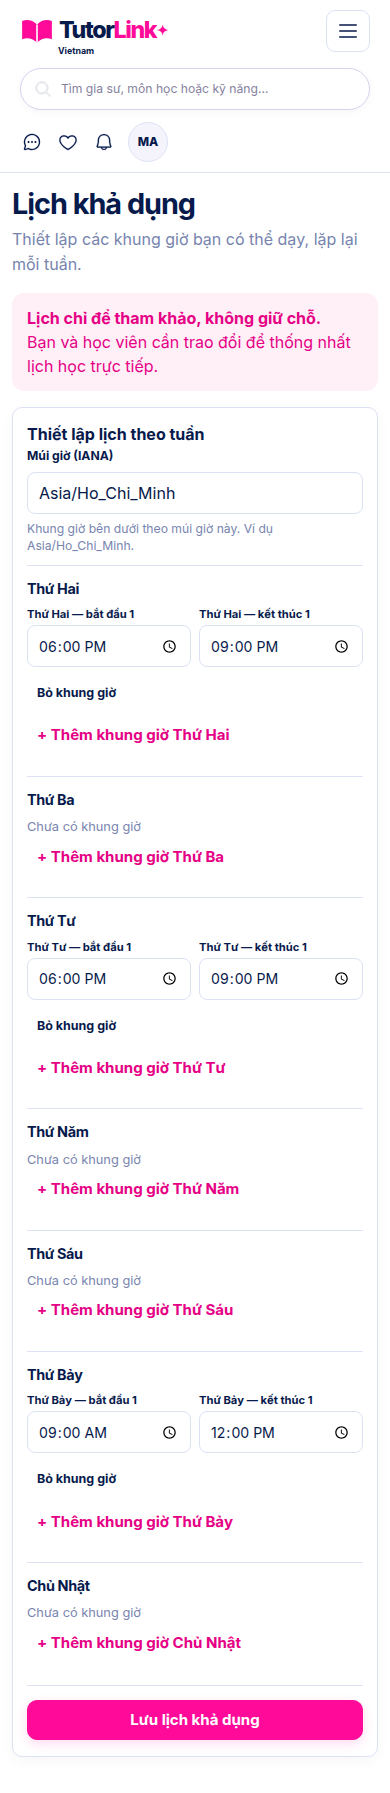 TutorLink
Vietnam
Tìm gia sư, môn học hoặc kỹ năng...
MA
Lịch khả dụng
Thiết lập các khung giờ bạn có thể dạy, lặp lại
mỗi tuần.
Lịch chỉ để tham khảo, không giữ chỗ.
Bạn và học viên cần trao đổi để thống nhất
lịch học trực tiếp.
Thiết lập lịch theo tuần
Múi giờ (IANA)
Asia/Ho_Chi_Minh
Khung giờ bên dưới theo múi giờ này. Ví dụ
Asia/Ho_Chi_Minh.
Thứ Hai
Thứ Hai — bắt đầu 1 Thứ Hai — kết thúc 1
06:00 PM 09:00 PM
Bỏ khung giờ
+ Thêm khung giờ Thứ Hai
Thứ Ba
Chưa có khung giờ
+ Thêm khung giờ Thứ Ba
Thứ Tư
Thứ Tư — bắt đầu 1 Thứ Tư — kết thúc 1
06:00 PM 09:00 PM
Bỏ khung giờ
+ Thêm khung giờ Thứ Tư
Thứ Năm
Chưa có khung giờ
+ Thêm khung giờ Thứ Năm
Thứ Sáu
Chưa có khung giờ
+ Thêm khung giờ Thứ Sáu
Thứ Bảy
Thứ Bảy — bắt đầu 1 Thứ Bảy — kết thúc 1
09:00 AM 12:00 PM
Bỏ khung giờ
+ Thêm khung giờ Thứ Bảy
Chủ Nhật
Chưa có khung giờ
+ Thêm khung giờ Chủ Nhật
Lưu lịch khả dụng